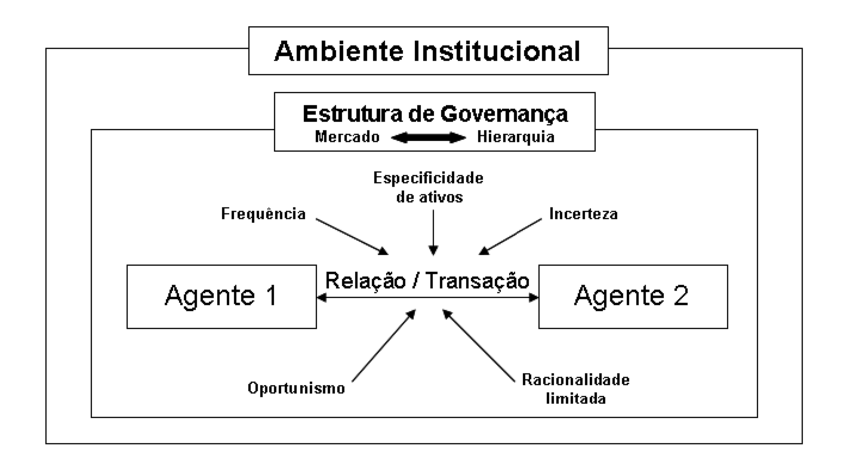 Ambiente Institucional
Estrutura de Governança
Mercado Hierarquia
Especificidade
de ativos
Frequência
Incerteza
Relação / Transação
Agente 1
Agente 2
Oportunismo
Racionalidade
limitada